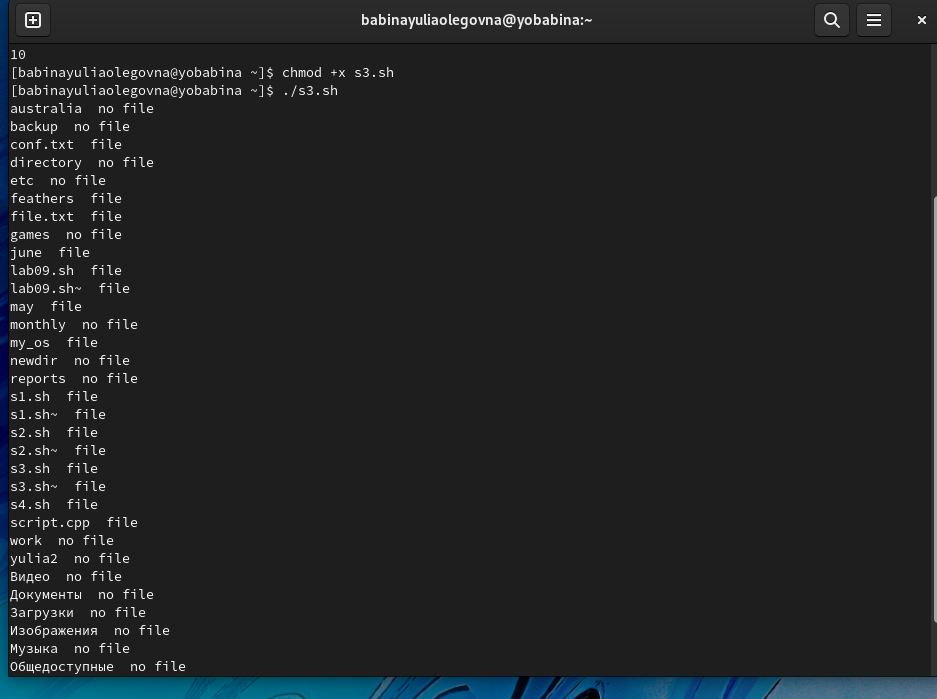 babinayuliaolegovna@yobabina:~
10
[babinayuliaolegovna@yobabina ~]$ chmod +x s3.sh
[babinayuliaolegovna@yobabina ~]$ ./s3.sh
australia  no file
backup  no file
conf.txt  file
directory  no file
etc  no file
feathers  file
file.txt  file
games  no file
june  file
lab09.sh  file
lab09.sh~  file
may  file
monthly  no file
my_os  file
newdir  no file
reports  no file
s1.sh  file
s1.sh~  file
s2.sh  file
s2.sh~  file
s3.sh  file
s3.sh~  file
s4.sh  file
script.cpp  file
work  no file
yulia2  no file
Видео  no file
Документы  no file
Загрузки  no file
Изображения  no file
Музыка  no file
Общедоступные  no file